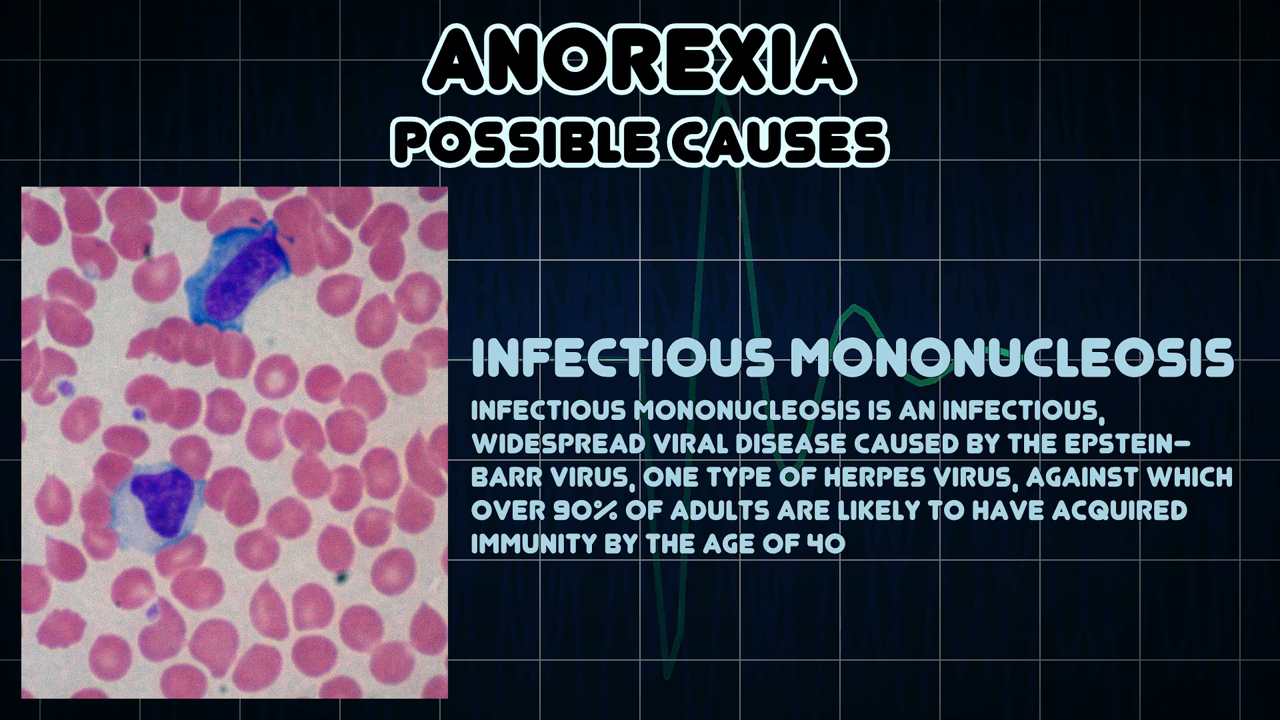 ANOREXIA
POSSIBLE CAUSES
INFECTIOUS MONONUCLEOSIS
INFECTIOUS MONONUCLEOSIS IS AN INFECTIOUS,
WIDESPREAD VIRAL DISEASE CAUSED BY THE EPSTEIN-
BARR VIRUS, ONE TYPE OF HERPES VIRUS, AGAINST WHICH
OVER 90% OF ADULTS ARE LIKELY TO HAVE ACQUIRED
IMMUNITY BY THE AGE OF 40